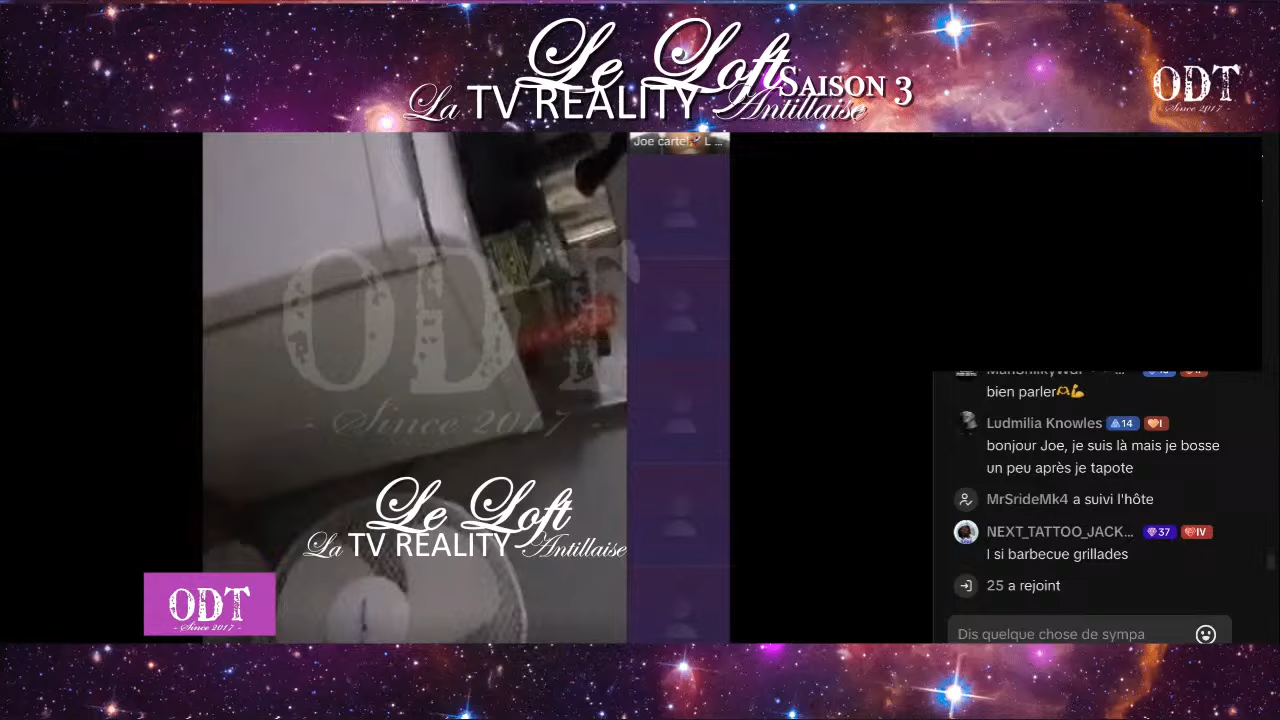 Le Loft
Saison 3
La TV REALITY Antillaise
ODT
- Since 2017 -
Joe cartel L ...
ODT
- Since 2017 -
bien parler🫶💪
Ludmilia Knowles 14 I
bonjour Joe, je suis là mais je bosse
un peu après je tapote
MrSrideMk4 a suivi l'hôte
NEXT_TATTOO_JACK... 37 IV
I si barbecue grillades
25 a rejoint
Dis quelque chose de sympa
Le Loft
La TV REALITY Antillaise
ODT
- Since 2017 -